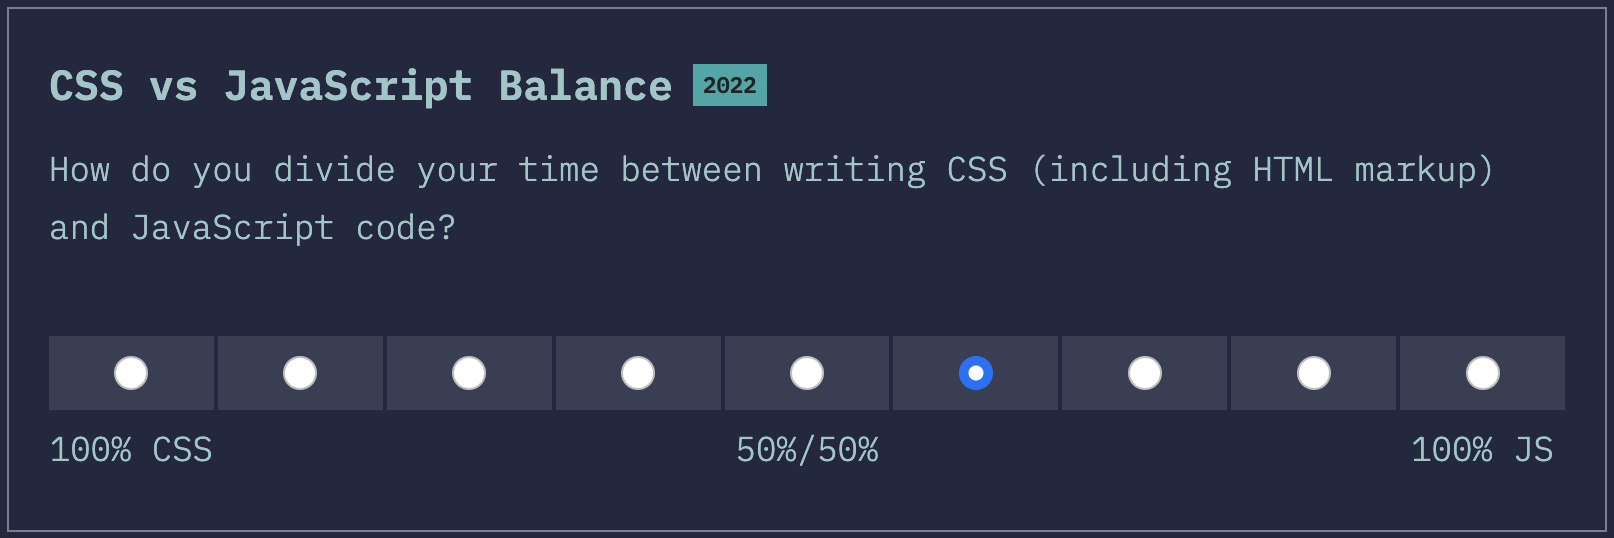 CSS vs JavaScript Balance 2022
How do you divide your time between writing CSS (including HTML markup)
and JavaScript code?
100% CSS 50%/50% 100% JS